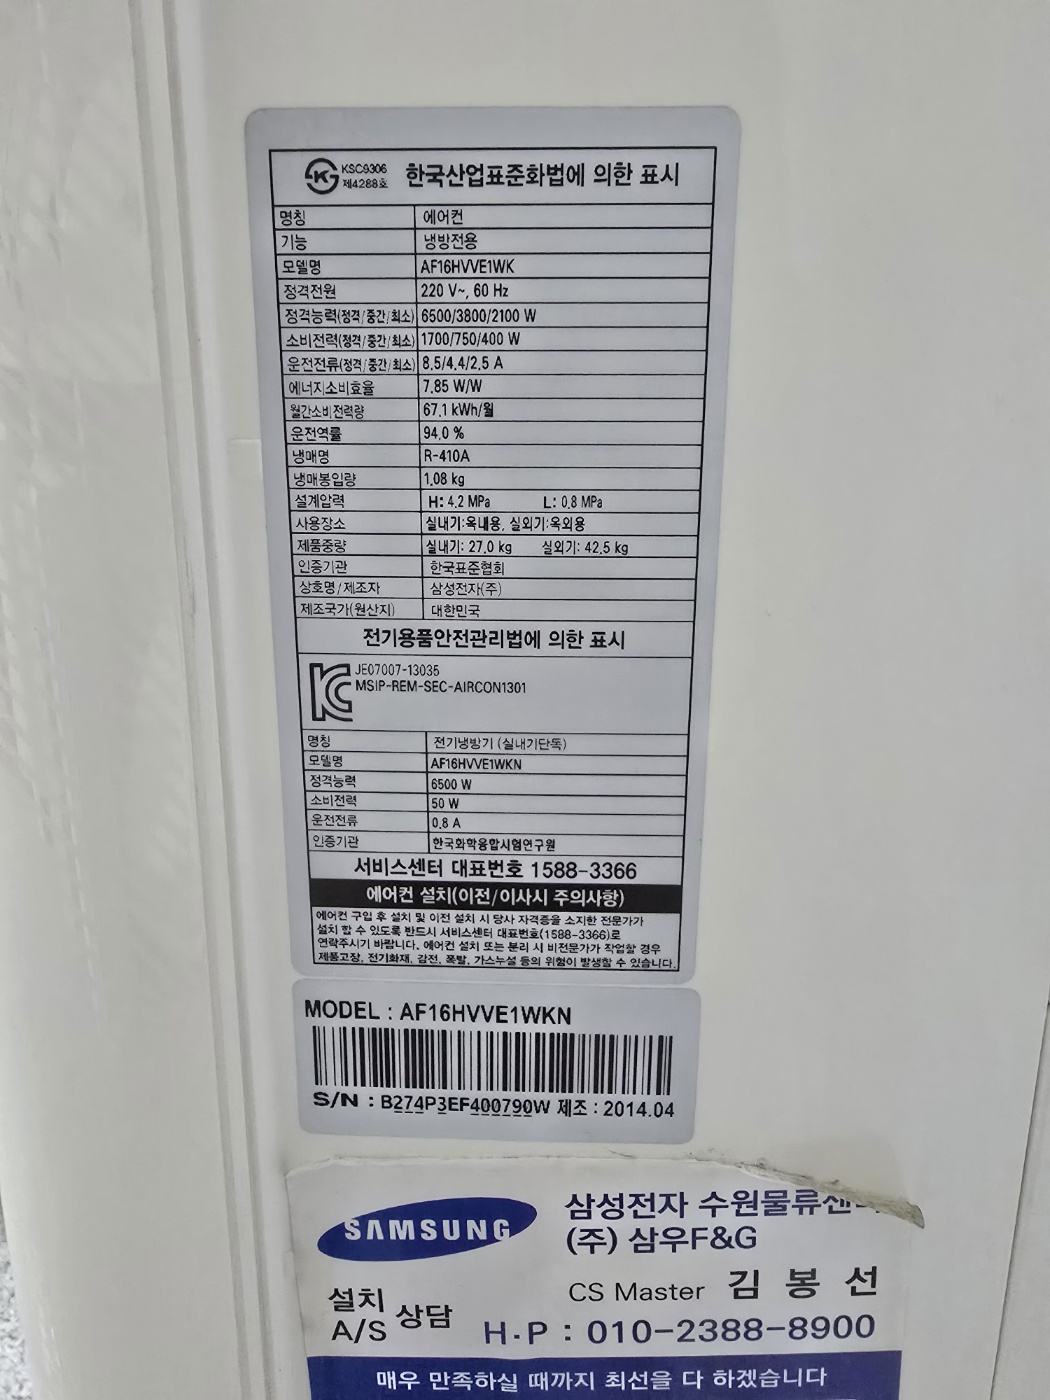 KSC9306
제4288호
한국산업표준화법에 의한 표시
명칭 에어컨
기능 냉방전용
모델명 AF16HVVE1WK
정격전원 220 V~, 60 Hz
정격능력(정격/중간/최소) 6500/3800/2100 W
소비전력(정격/중간/최소) 1700/750/400 W
운전전류(정격/중간/최소) 8.5/4.4/2.5 A
에너지소비효율 7.85 W/W
월간소비전력량 67.1 kWh/월
운전역률 94.0 %
냉매명 R-410A
냉매봉입량 1.08 kg
설계압력 H: 4.2 MPa L: 0.8 MPa
사용장소 실내기:옥내용, 실외기:옥외용
제품중량 실내기: 27.0 kg 실외기: 42.5 kg
인증기관 한국표준협회
상호명/제조자 삼성전자(주)
제조국가(원산지) 대한민국
전기용품안전관리법에 의한 표시
JE07007-13035
MSIP-REM-SEC-AIRCON1301
명칭 전기냉방기 (실내기단독)
모델명 AF16HVVE1WKN
정격능력 6500 W
소비전력 50 W
운전전류 0.8 A
인증기관 한국화학융합시험연구원
서비스센터 대표번호 1588-3366
에어컨 설치(이전/이사시 주의사항)
에어컨 구입 후 설치 및 이전 설치 시 당사 자격증을 소지한 전문가가
설치 할 수 있도록 반드시 서비스센터 대표번호(1588-3366)로
연락주시기 바랍니다. 에어컨 설치 또는 분리 시 비전문가가 작업할 경우
제품고장, 전기화재, 감전, 폭발, 가스누설 등의 위험이 발생할 수 있습니다.
MODEL : AF16HVVE1WKN
S/N : B274P3EF400790W 제조 : 2014.04
SAMSUNG
삼성전자 수원물류센터
(주) 삼우F&G
CS Master 김봉선
설치
A/S 상담
H·P : 010-2388-8900
매우 만족하실 때까지 최선을 다 하겠습니다